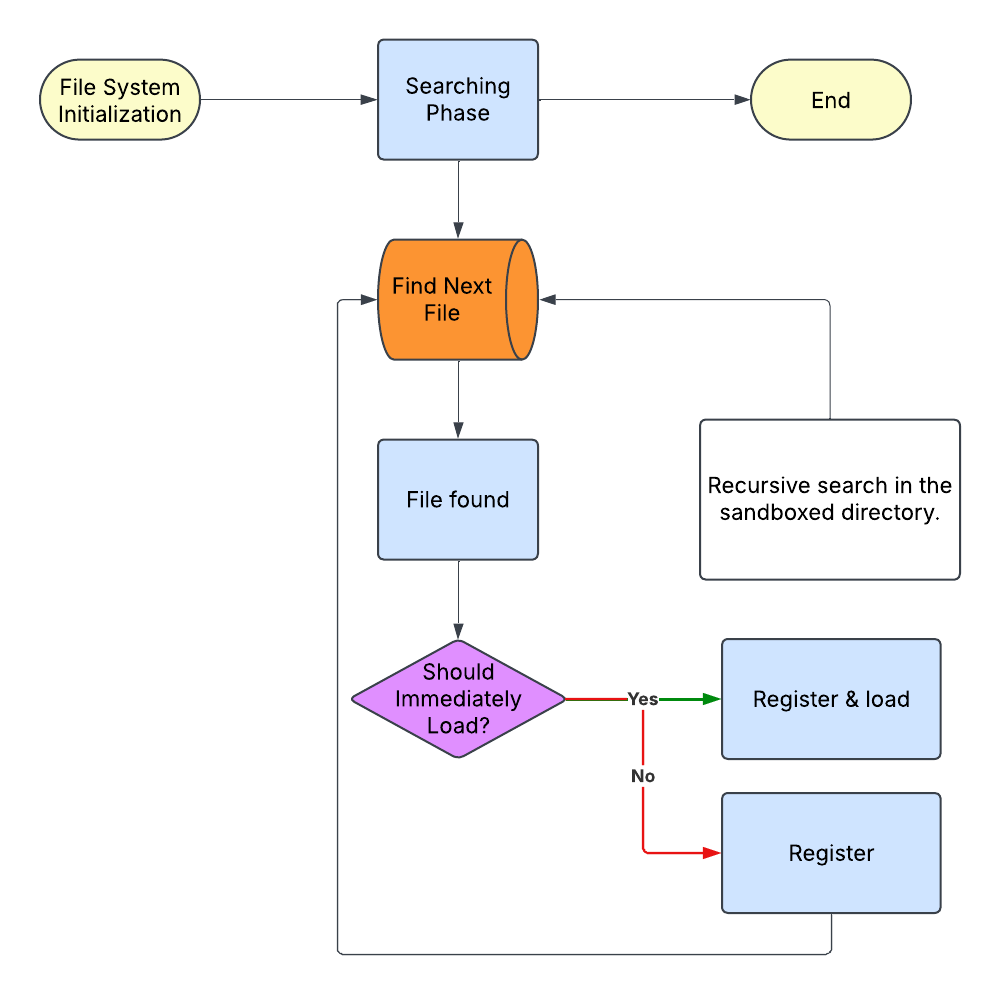 File System
Initialization
Searching
Phase
End
Find Next
File
File found
Recursive search in the
sandboxed directory.
Should
Immediately
Load?
Yes
Register & load
No
Register